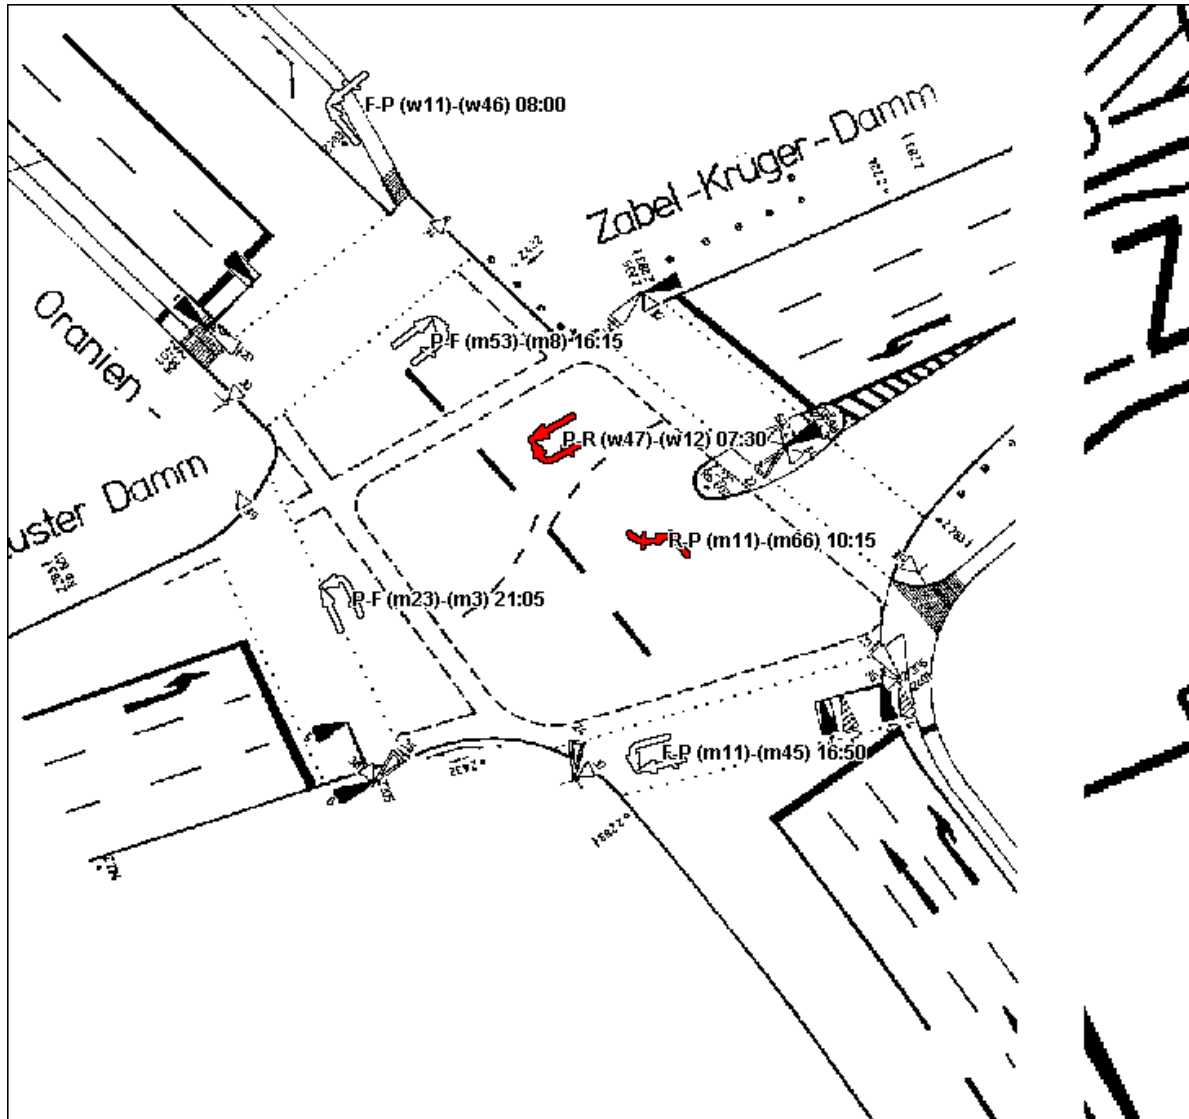 F-P (w11)-(w46) 08:00
Zabel-Krüger-Damm
Oranien -
P-F (m53)-(m8) 16:15
P-R (w47)-(w12) 07:30
uster Damm
R-P (m11)-(m66) 10:15
P-F (m23)-(m3) 21:05
F-P (m11)-(m45) 16:50
Z